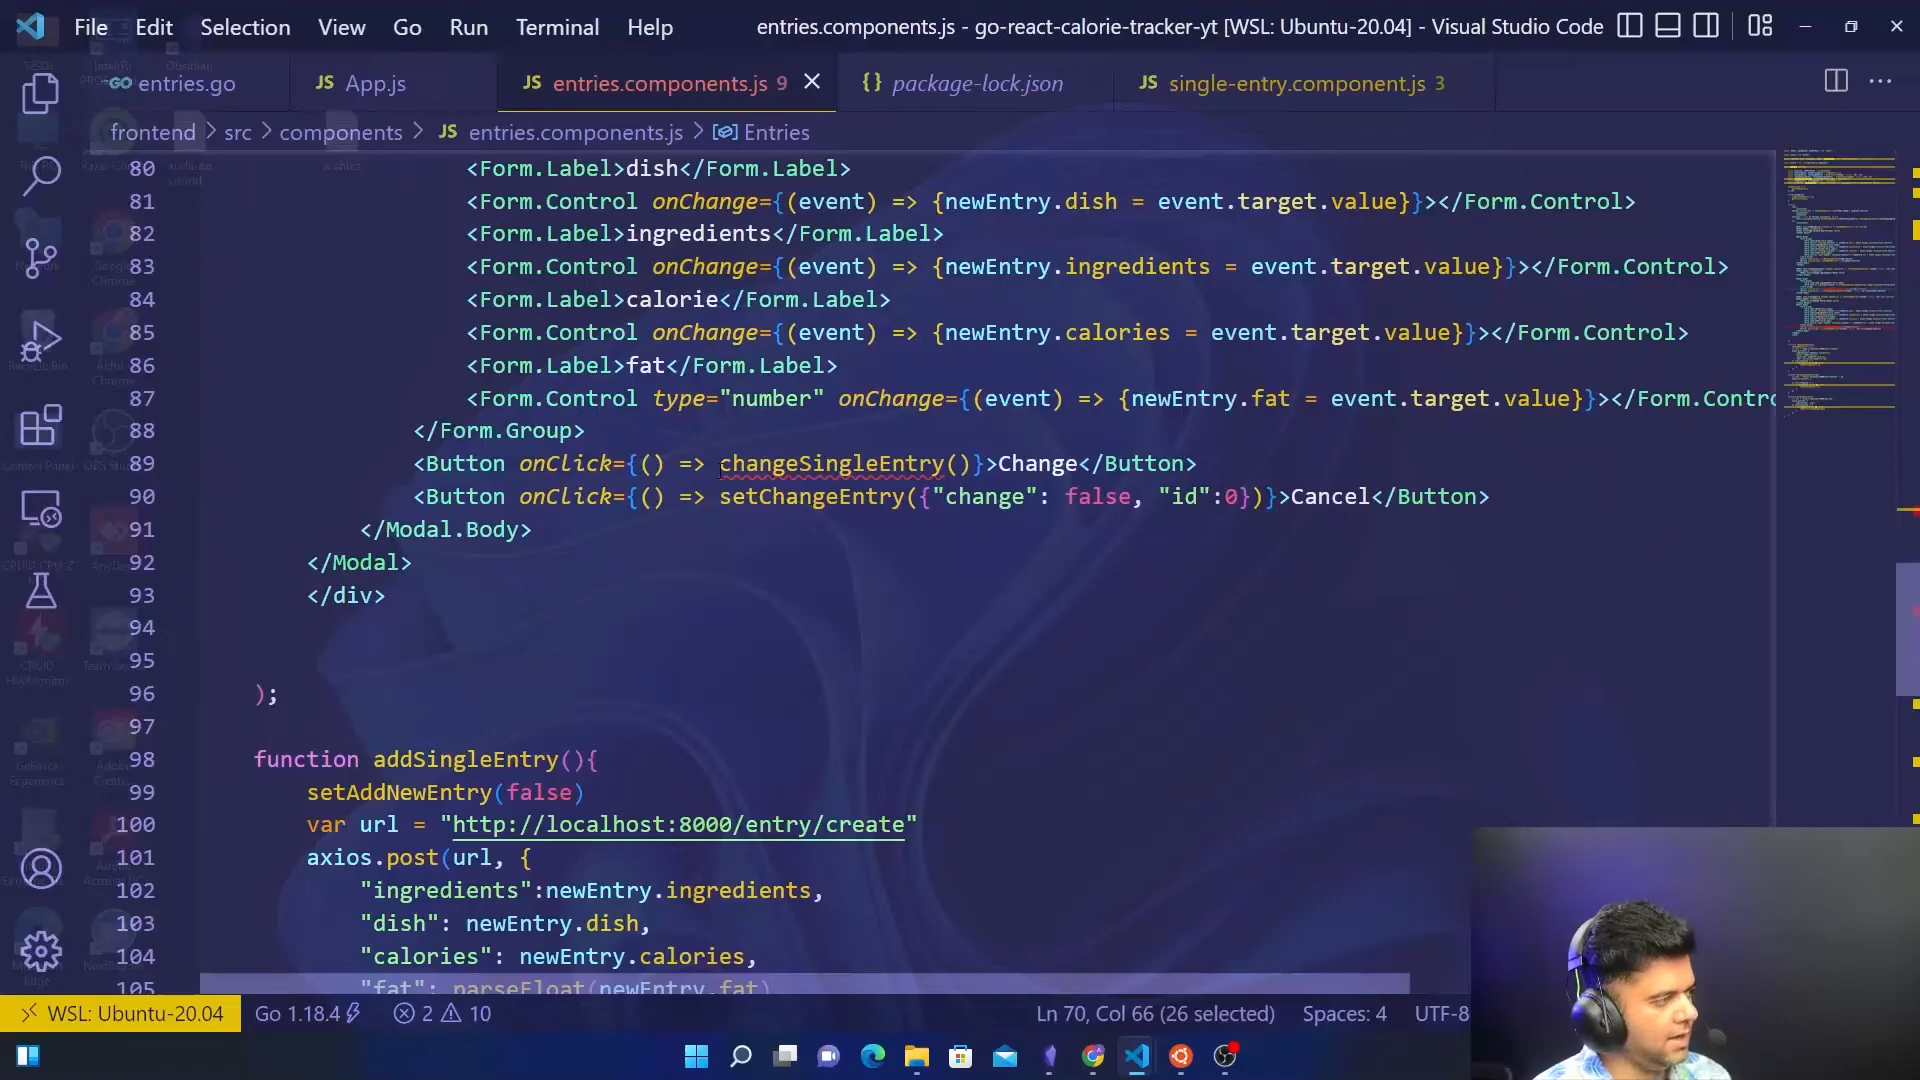 File Edit Selection View Go Run Terminal Help
entries.components.js - go-react-calorie-tracker-yt [WSL: Ubuntu-20.04] - Visual Studio Code
entries.go
JS App.js
JS entries.components.js 9
{} package-lock.json
JS single-entry.component.js 3
frontend > src > components > JS entries.components.js > Entries
80 <Form.Label>dish</Form.Label>
81 <Form.Control onChange={(event) => {newEntry.dish = event.target.value}}></Form.Control>
82 <Form.Label>ingredients</Form.Label>
83 <Form.Control onChange={(event) => {newEntry.ingredients = event.target.value}}></Form.Control>
84 <Form.Label>calorie</Form.Label>
85 <Form.Control onChange={(event) => {newEntry.calories = event.target.value}}></Form.Control>
86 <Form.Label>fat</Form.Label>
87 <Form.Control type="number" onChange={(event) => {newEntry.fat = event.target.value}}></Form.Contro
88 </Form.Group>
89 <Button onClick={() => changeSingleEntry()}>Change</Button>
90 <Button onClick={() => setChangeEntry({"change": false, "id":0})}>Cancel</Button>
91 </Modal.Body>
92 </Modal>
93 </div>
94
95
96 );
97
98 function addSingleEntry(){
99 setAddNewEntry(false)
100 var url = "http://localhost:8000/entry/create"
101 axios.post(url, {
102 "ingredients":newEntry.ingredients,
103 "dish": newEntry.dish,
104 "calories": newEntry.calories,
105 "fat": parseFloat(newEntry.fat)
WSL: Ubuntu-20.04
Go 1.18.4
2
10
Ln 70, Col 66 (26 selected)
Spaces: 4
UTF-8